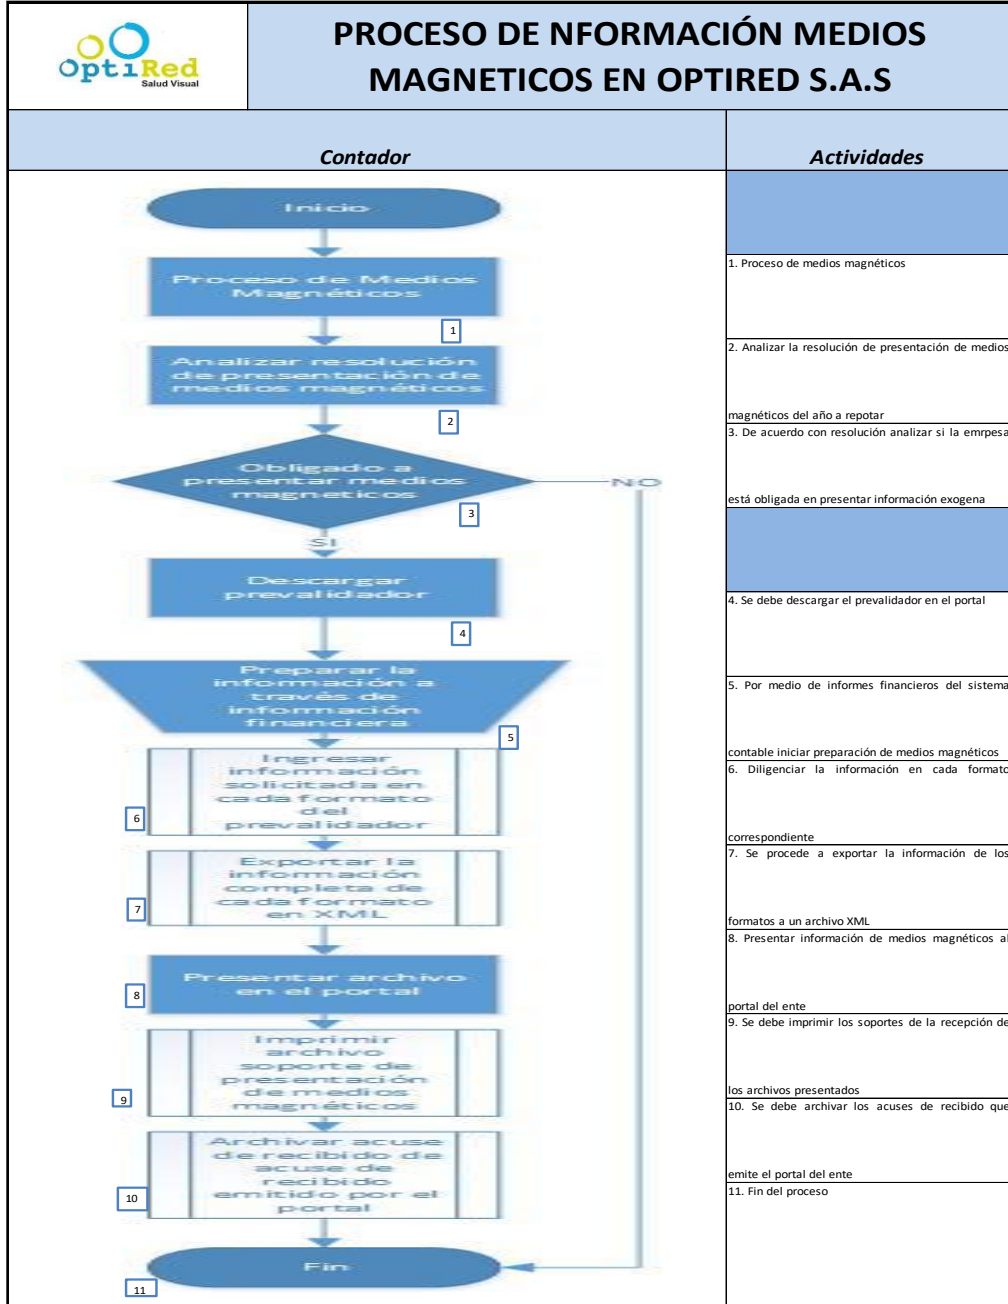 OptiRed
Salud Visual
PROCESO DE NFORMACIÓN MEDIOS
MAGNETICOS EN OPTIRED S.A.S
Contador
Actividades
Inicio
Proceso de Medios
Magnéticos
1
Analizar resolución
de presentación de
medios magnéticos
2
Obligado a
presentar medios
magneticos
3
NO
SI
Descargar
prevalidador
4
Preparar la
información a
través de
información
financiera
5
Ingresar
información
solicitada en
cada formato
del
prevalidador
6
Exportar la
información
completa de
cada formato
en XML
7
Presentar archivo
en el portal
8
Imprimir
archivo
soporte de
presentación
de medios
magnéticos
9
Archivar acuse
de recibido de
acuse de
recibido
emitido por el
portal
10
Fin
11
1. Proceso de medios magnéticos
2. Analizar la resolución de presentación de medios
magnéticos del año a repotar
3. De acuerdo con resolución analizar si la emrpesa
está obligada en presentar información exogena
4. Se debe descargar el prevalidador en el portal
5. Por medio de informes financieros del sistema
contable iniciar preparación de medios magnéticos
6. Diligenciar la información en cada formato
correspondiente
7. Se procede a exportar la información de los
formatos a un archivo XML
8. Presentar información de medios magnéticos al
portal del ente
9. Se debe imprimir los soportes de la recepción de
los archivos presentados
10. Se debe archivar los acuses de recibido que
emite el portal del ente
11. Fin del proceso